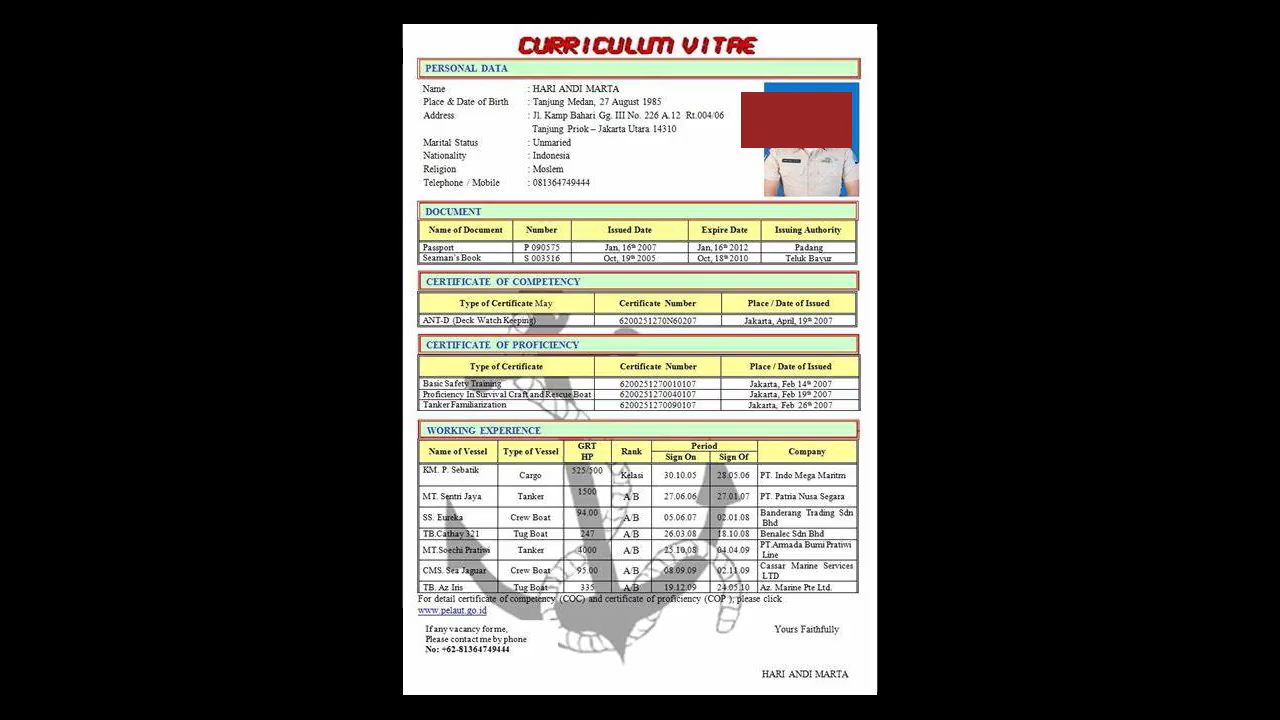 CURRICULUM VITAE
PERSONAL DATA
Name : HARI ANDI MARTA
Place & Date of Birth : Tanjung Medan, 27 August 1985
Address : Jl. Kamp Bahari Gg. III No. 226 A.12 Rt.004/06
Tanjung Priok – Jakarta Utara 14310
Marital Status : Unmaried
Nationality : Indonesia
Religion : Moslem
Telephone / Mobile : 081364749444
DOCUMENT
Name of Document Number Issued Date Expire Date Issuing Authority
Passport P 090575 Jan, 16th 2007 Jan, 16th 2012 Padang
Seaman's Book S 003516 Oct, 19th 2005 Oct, 18th 2010 Teluk Bayur
CERTIFICATE OF COMPETENCY
Type of Certificate May Certificate Number Place / Date of Issued
ANT-D (Deck Watch Keeping) 6200251270N60207 Jakarta, April, 19th 2007
CERTIFICATE OF PROFICIENCY
Type of Certificate Certificate Number Place / Date of Issued
Basic Safety Training 6200251270010107 Jakarta, Feb 14th 2007
Proficiency In Survival Craft and Rescue Boat 6200251270040107 Jakarta, Feb 19th 2007
Tanker Familiarization 6200251270090107 Jakarta, Feb 26th 2007
WORKING EXPERIENCE
Name of Vessel Type of Vessel GRT HP Rank Period Sign On Sign Of Company
KM. P. Sebatik Cargo 525/500 Kelasi 30.10.05 28.05.06 PT. Indo Mega Maritm
MT. Sentri Jaya Tanker 1500 A/B 27.06.06 27.01.07 PT. Patria Nusa Segara
SS. Eureka Crew Boat 94.00 A/B 05.06.07 02.01.08 Banderang Trading Sdn Bhd
TB.Cathay 321 Tug Boat 247 A/B 26.03.08 18.10.08 Benalec Sdn Bhd
MT.Soechi Pratiwi Tanker 4000 A/B 25.10.08 04.04.09 PT.Armada Bumi Pratiwi Line
CMS. Sea Jaguar Crew Boat 95.00 A/B 08.09.09 02.11.09 Cassar Marine Services LTD
TB. Az Iris Tug Boat 335 A/B 19.12.09 24.05.10 Az. Marine Pte Ltd.
For detail certificate of competency (COC) and certificate of proficiency (COP ), please click
www.pelaut.go.id
If any vacancy for me,
Please contact me by phone
No: +62-81364749444
Yours Faithfully
HARI ANDI MARTA